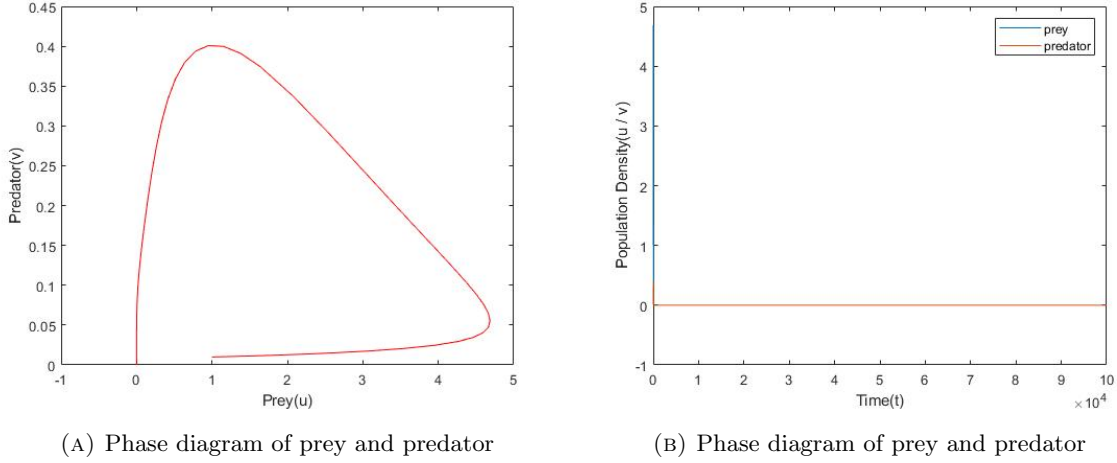 0.45
0.4
0.35
0.3
0.25
0.2
0.15
0.1
0.05
0
Predator(v)
-1 0 1 2 3 4 5
Prey(u)
(A) Phase diagram of prey and predator
5
4
3
2
1
0
-1
Population Density(u / v)
prey
predator
0 1 2 3 4 5 6 7 8 9 10
Time(t)
× 10^4
(B) Phase diagram of prey and predator